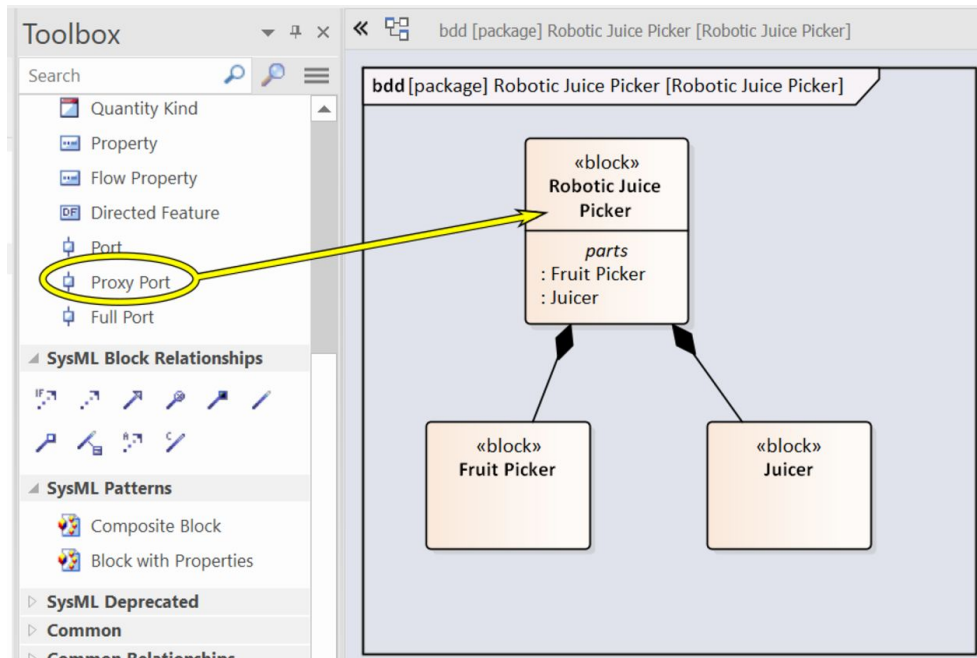 Toolbox
Search
Quantity Kind
Property
Flow Property
DF Directed Feature
Port
Proxy Port
Full Port
SysML Block Relationships
IF
A C
SysML Patterns
Composite Block
Block with Properties
SysML Deprecated
Common
Common Relationships
bdd [package] Robotic Juice Picker [Robotic Juice Picker]
bdd [package] Robotic Juice Picker [Robotic Juice Picker]
«block»
Robotic Juice
Picker
parts
: Fruit Picker
: Juicer
«block»
Fruit Picker
«block»
Juicer